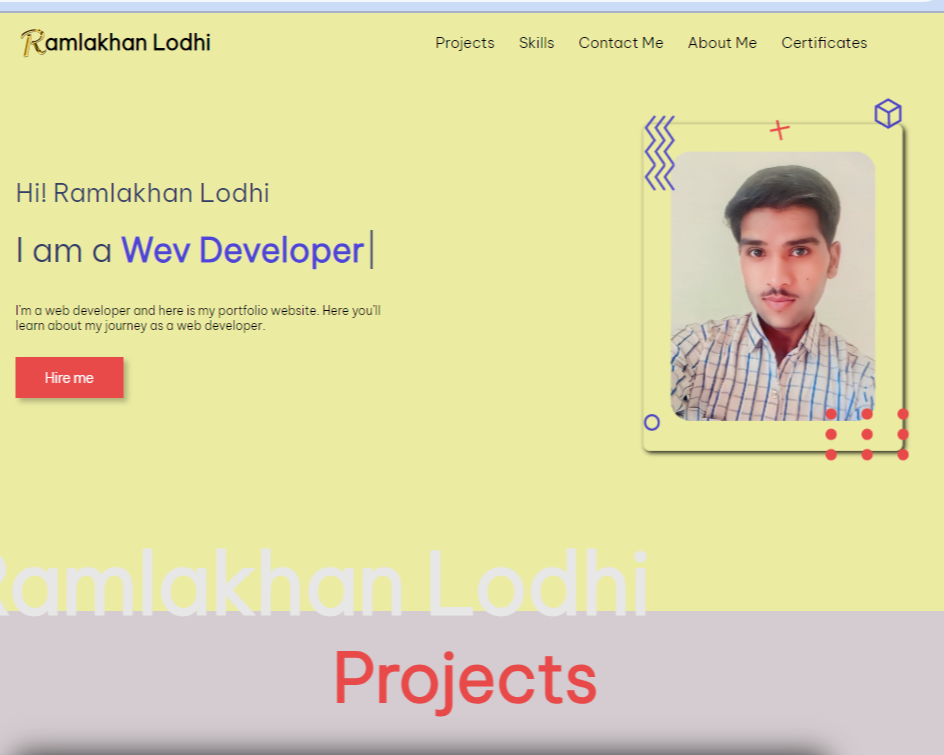 Ramlakhan Lodhi
Projects Skills Contact Me About Me Certificates
Hi! Ramlakhan Lodhi
I am a Wev Developer
I'm a web developer and here is my portfolio website. Here you'll
learn about my journey as a web developer.
Hire me
Ramlakhan Lodhi
Projects